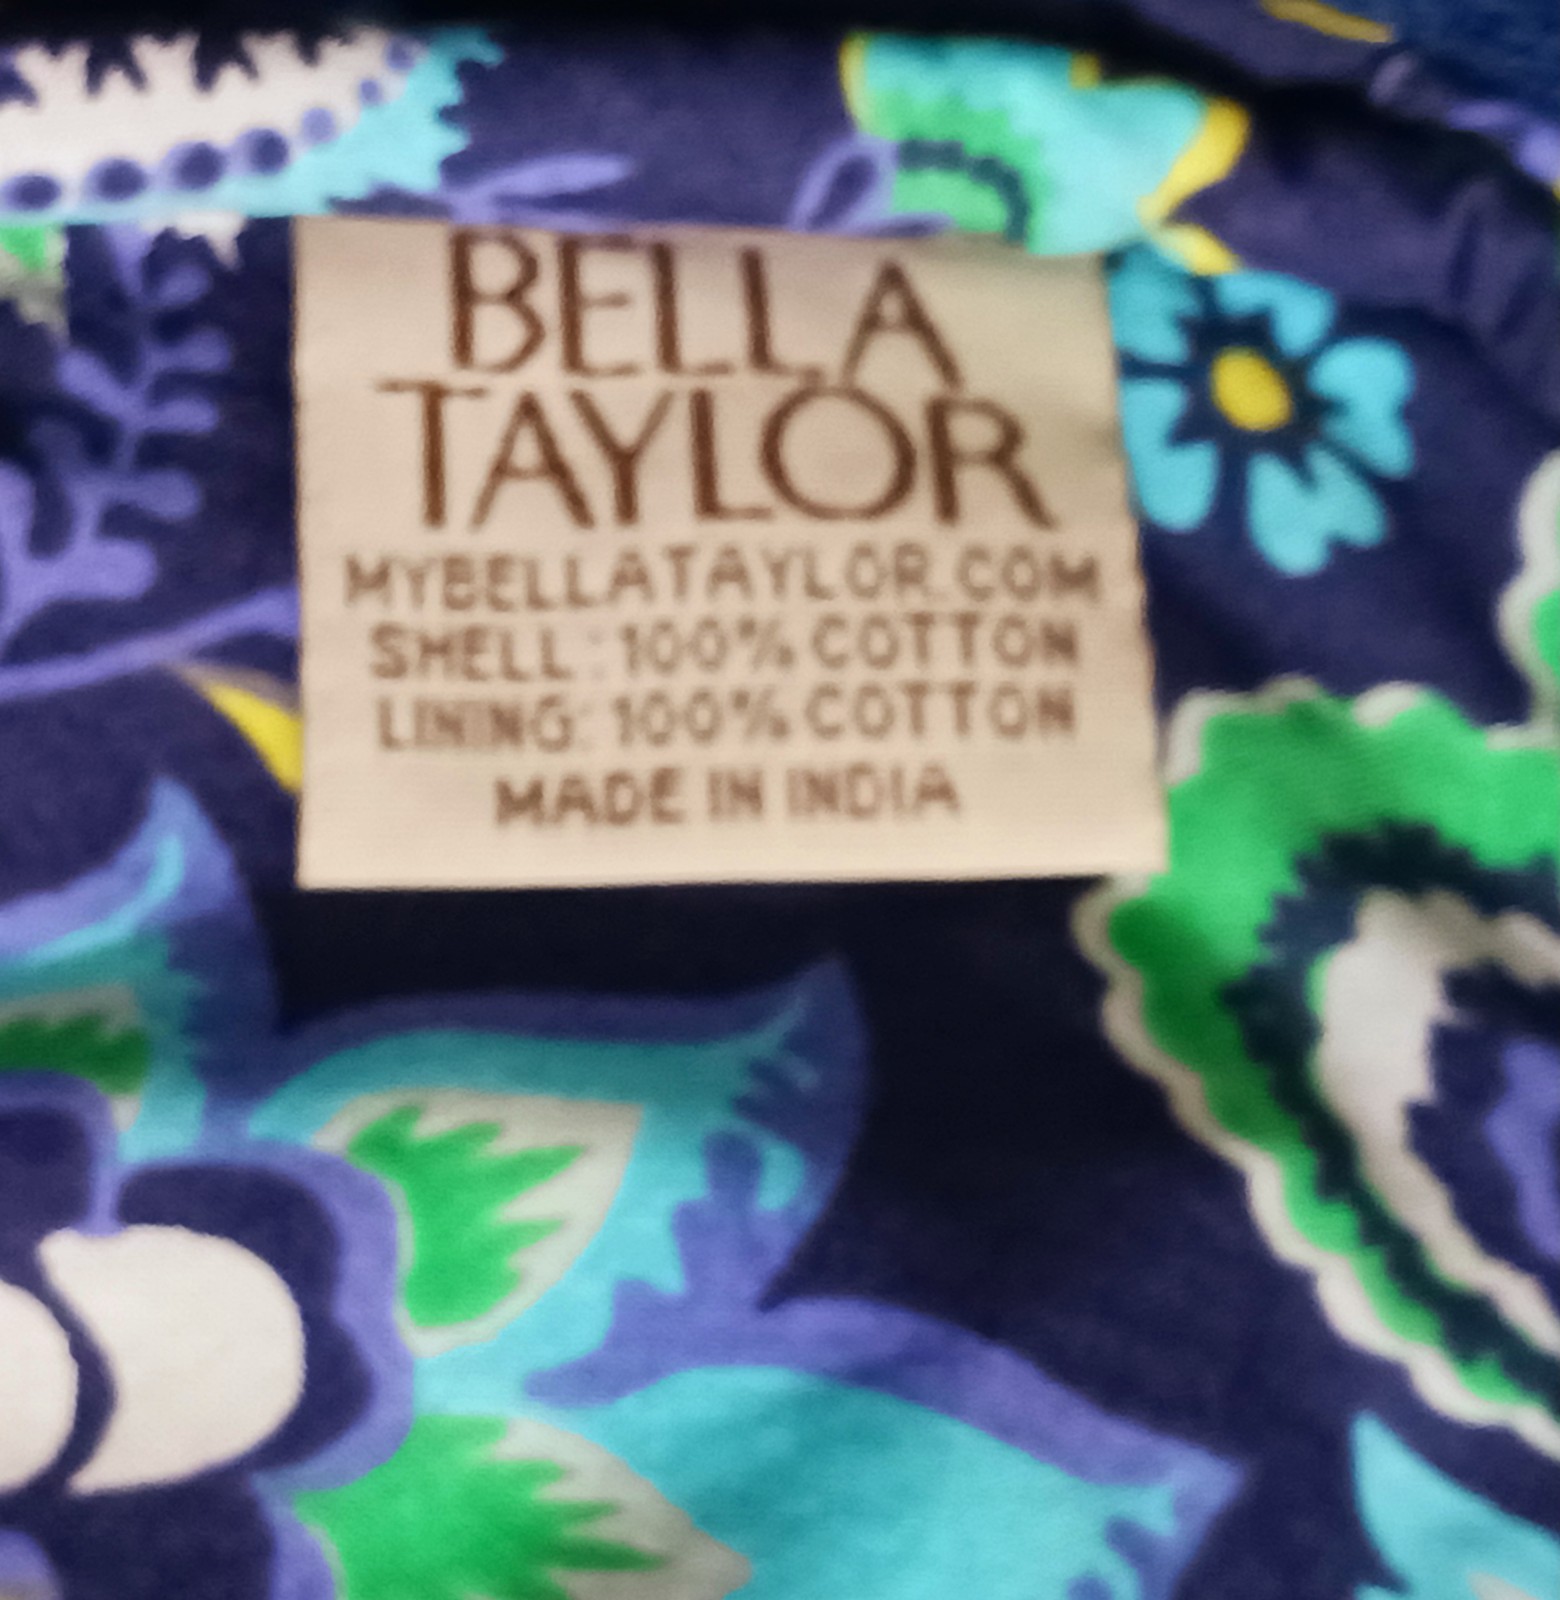 BELLA
TAYLOR
MYBELLATAYLOR.COM
SHELL: 100% COTTON
LINING: 100% COTTON
MADE IN INDIA